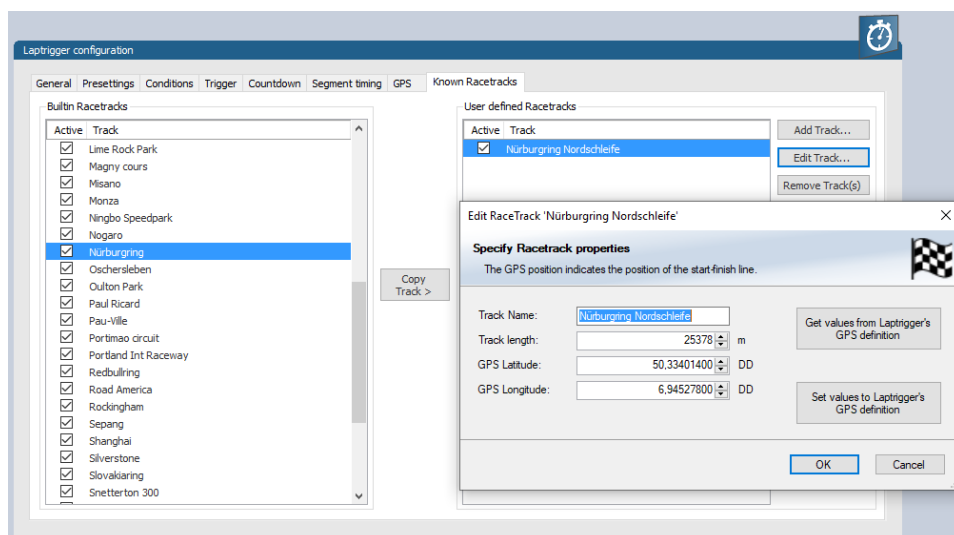 Laptrigger configuration
General Presettings Conditions Trigger Countdown Segment timing GPS Known Racetracks
Builtin Racetracks
Active Track
Lime Rock Park
Magny cours
Misano
Monza
Ningbo Speedpark
Nogaro
Nürburgring
Oschersleben
Oulton Park
Paul Ricard
Pau-Ville
Portimao circuit
Portland Int Raceway
Redbullring
Road America
Rockingham
Sepang
Shanghai
Silverstone
Slovakiaring
Snetterton 300
Copy
Track >
User defined Racetracks
Active Track
Nürburgring Nordschleife
Add Track...
Edit Track...
Remove Track(s)
Edit RaceTrack 'Nürburgring Nordschleife'
Specify Racetrack properties
The GPS position indicates the position of the start-finish line.
Track Name: Nürburgring Nordschleife
Track length: 25378 m
GPS Latitude: 50,33401400 DD
GPS Longitude: 6,94527800 DD
Get values from Laptrigger's
GPS definition
Set values to Laptrigger's
GPS definition
OK Cancel